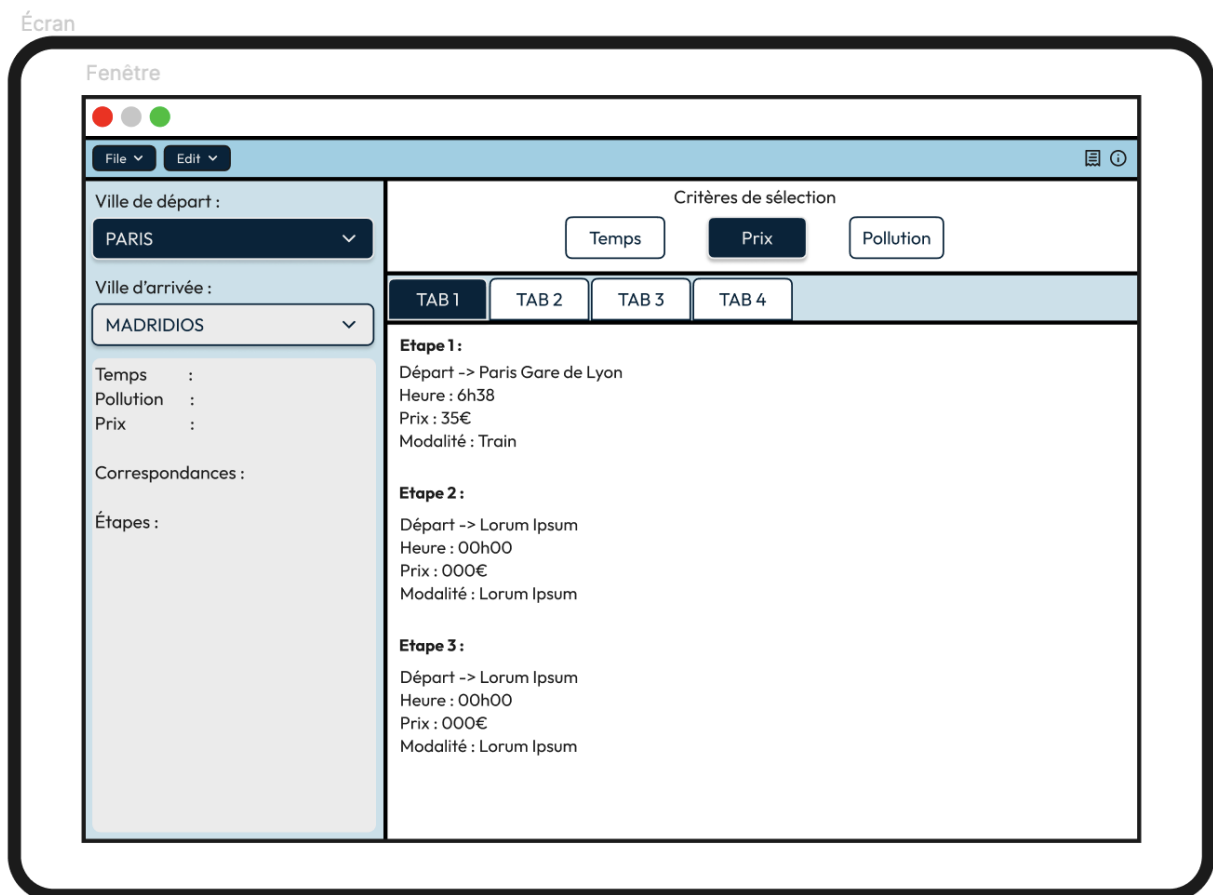 Écran
Fenêtre
File Edit
Ville de départ :
PARIS
Ville d'arrivée :
MADRIDIOS
Temps :
Pollution :
Prix :
Correspondances :
Étapes :
Critères de sélection
Temps Prix Pollution
TAB 1 TAB 2 TAB 3 TAB 4
Etape 1 :
Départ -> Paris Gare de Lyon
Heure : 6h38
Prix : 35€
Modalité : Train
Etape 2 :
Départ -> Lorum Ipsum
Heure : 00h00
Prix : 000€
Modalité : Lorum Ipsum
Etape 3 :
Départ -> Lorum Ipsum
Heure : 00h00
Prix : 000€
Modalité : Lorum Ipsum